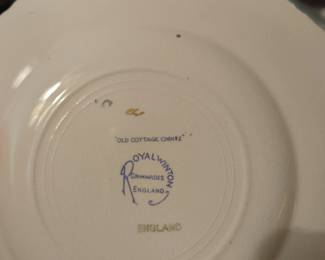 "OLD COTTAGE CHINTZ"
ROYAL WINTON
GRIMWADES
ENGLAND
ENGLAND